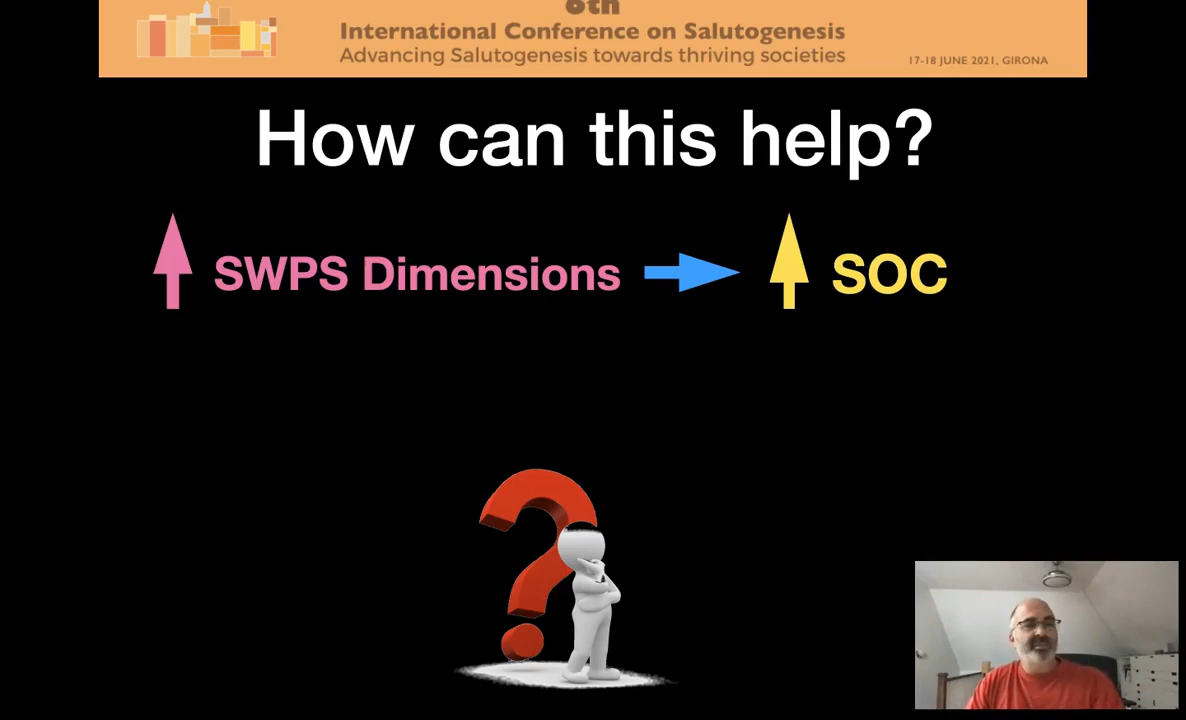 6th
International Conference on Salutogenesis
Advancing Salutogenesis towards thriving societies
17-18 JUNE 2021, GIRONA
How can this help?
SWPS Dimensions
SOC